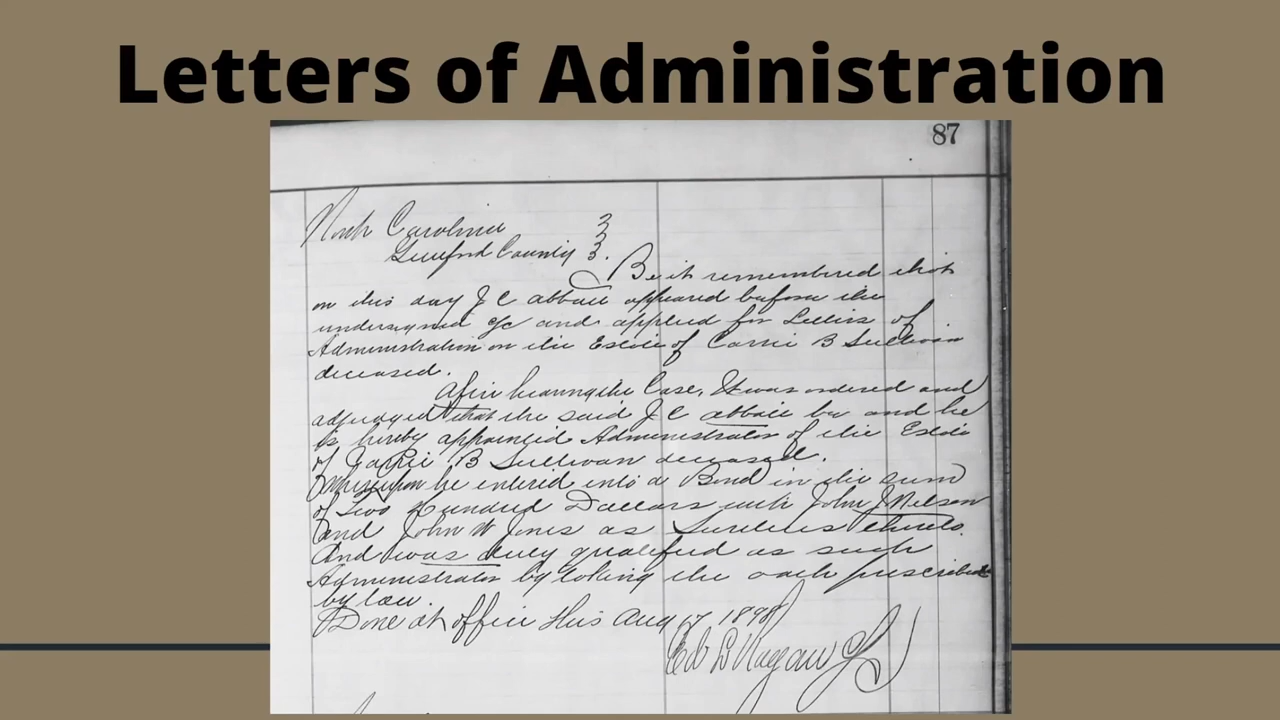 Letters of Administration
87
North Carolina
Guilford County
Be it remembered that
on this day J C Abbott appeared before the
undersigned and applied for Letters of
Administration on the Estate of Carrie B Sullivan
deceased.
After hearing the Case, It was ordered and
adjudged that the said J C Abbott be and he
is hereby appointed Administrator of the Estate
of B Sullivan deceased.
he entered into a Bond in the sum
of Two Hundred Dollars with John J Nelson
and John W Jones as Sureties thereto.
And was duly qualified as such
Administrator by taking the oath prescribed
by law.
Done at office this Aug 17 1898